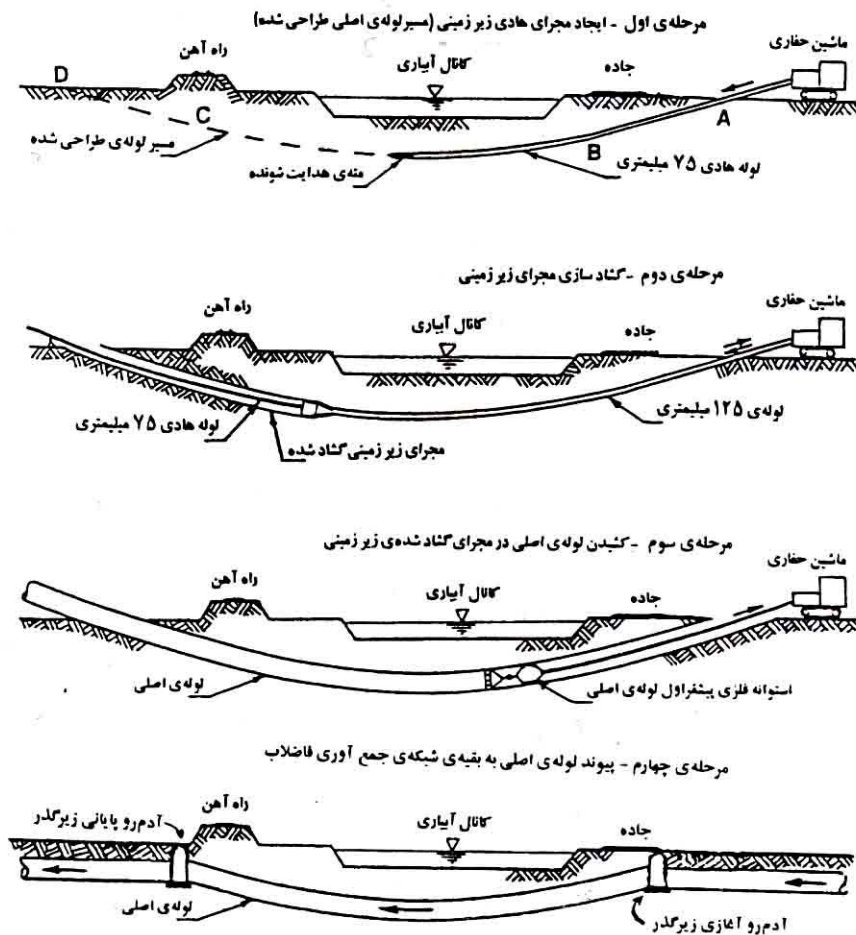 مرحله‌ی اول - ایجاد مجرای هادی زیر زمینی (مسیر لوله‌ی اصلی طراحی شده)
ماشین حفاری
راه آهن
کانال آبیاری
جاده
D
C
B
A
مسیر لوله‌ی طراحی شده
مته‌ی هدایت شونده
لوله هادی ۷۵ میلیمتری
مرحله‌ی دوم - گشاد سازی مجرای زیر زمینی
ماشین حفاری
راه آهن
کانال آبیاری
جاده
لوله هادی ۷۵ میلیمتری
مجرای زیر زمینی گشاد شده
لوله‌ی ۱۲۵ میلیمتری
مرحله‌ی سوم - کشیدن لوله‌ی اصلی در مجرای گشاد شده‌ی زیر زمینی
ماشین حفاری
راه آهن
کانال آبیاری
جاده
لوله‌ی اصلی
استوانه فلزی پیشقراول لوله‌ی اصلی
مرحله‌ی چهارم - پیوند لوله‌ی اصلی به بقیه‌ی شبکه‌ی جمع آوری فاضلاب
آدم‌رو پایانی زیرگذر
راه آهن
کانال آبیاری
جاده
لوله‌ی اصلی
آدم‌رو آغازی زیرگذر